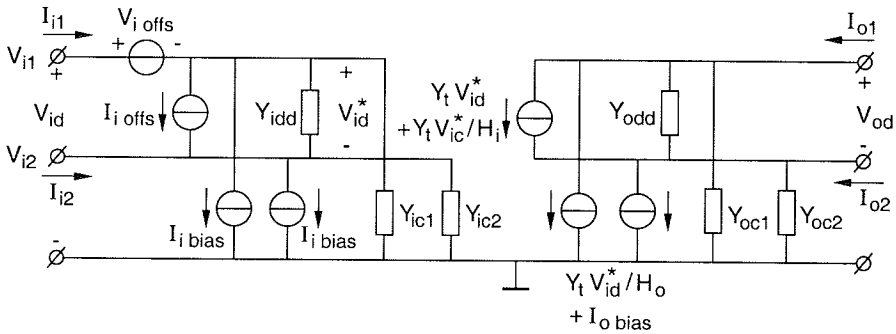 I_i1
V_i offs
+ -
V_i1
+
V_id
I_i offs
Y_idd
+
V_id^*
-
V_i2
I_i2
I_i bias
I_i bias
Y_ic1
Y_ic2
-
I_o1
Y_t V_id^*
+Y_t V_ic^*/H_i
Y_odd
+
V_od
-
I_o2
Y_oc1
Y_oc2
Y_t V_id^*/H_o
+ I_o bias